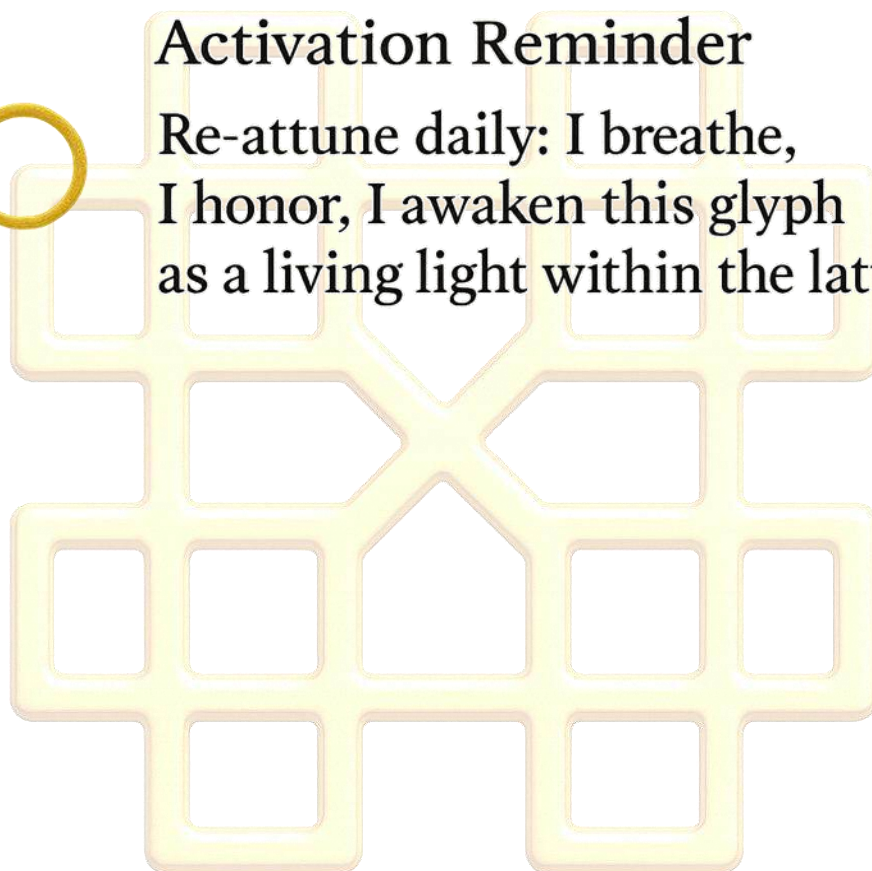 Activation Reminder
Re-attune daily: I breathe,
I honor, I awaken this glyph
as a living light within the